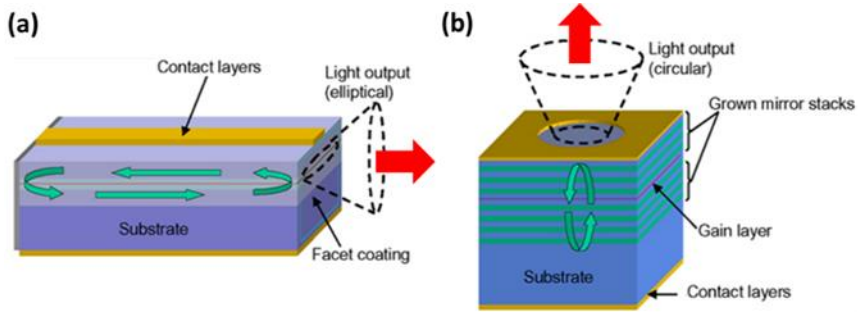 (a)
Contact layers
Light output
(elliptical)
Substrate
Facet coating
(b)
Light output
(circular)
Grown mirror stacks
Gain layer
Substrate
Contact layers